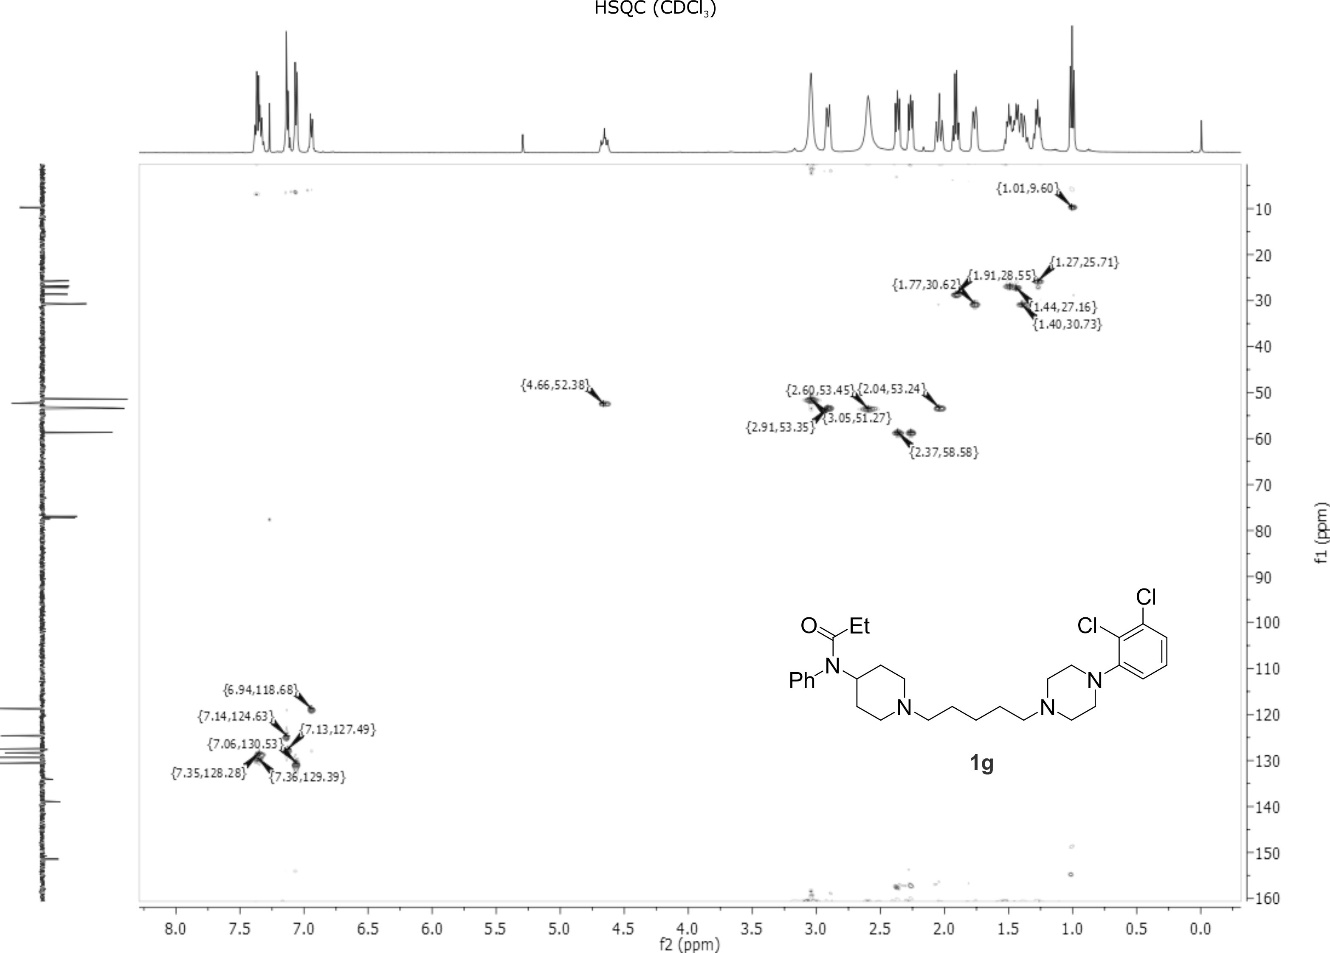 HSQC (CDCl₃)
{1.01,9.60}
{1.27,25.71}
{1.91,28.55}
{1.77,30.62}
{1.44,27.16}
{1.40,30.73}
{4.66,52.38}
{2.60,53.45}
{2.04,53.24}
{3.05,51.27}
{2.91,53.35}
{2.37,58.58}
{6.94,118.68}
{7.14,124.63}
{7.13,127.49}
{7.06,130.53}
{7.35,128.28}
{7.36,129.39}
Cl
Cl
O
Et
N
Ph
N
N
N
1g
10
20
30
40
50
60
70
80
90
100
110
120
130
140
150
160
f1 (ppm)
8.0 7.5 7.0 6.5 6.0 5.5 5.0 4.5 4.0 3.5 3.0 2.5 2.0 1.5 1.0 0.5 0.0
f2 (ppm)